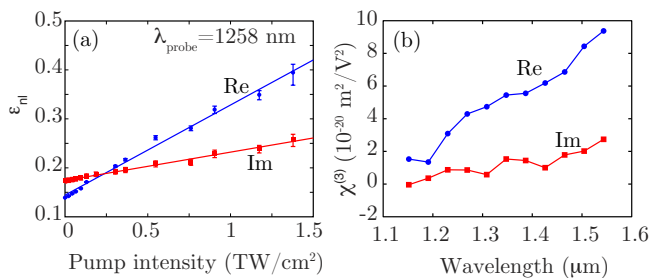 (a)
λprobe=1258 nm
Re
Im
εnl
0.5
0.4
0.3
0.2
0.1
0
0.5
1
1.5
Pump intensity (TW/cm²)
(b)
Re
Im
χ⁽³⁾ (10⁻²⁰ m²/V²)
10
8
6
4
2
0
-2
1.1
1.2
1.3
1.4
1.5
1.6
Wavelength (μm)